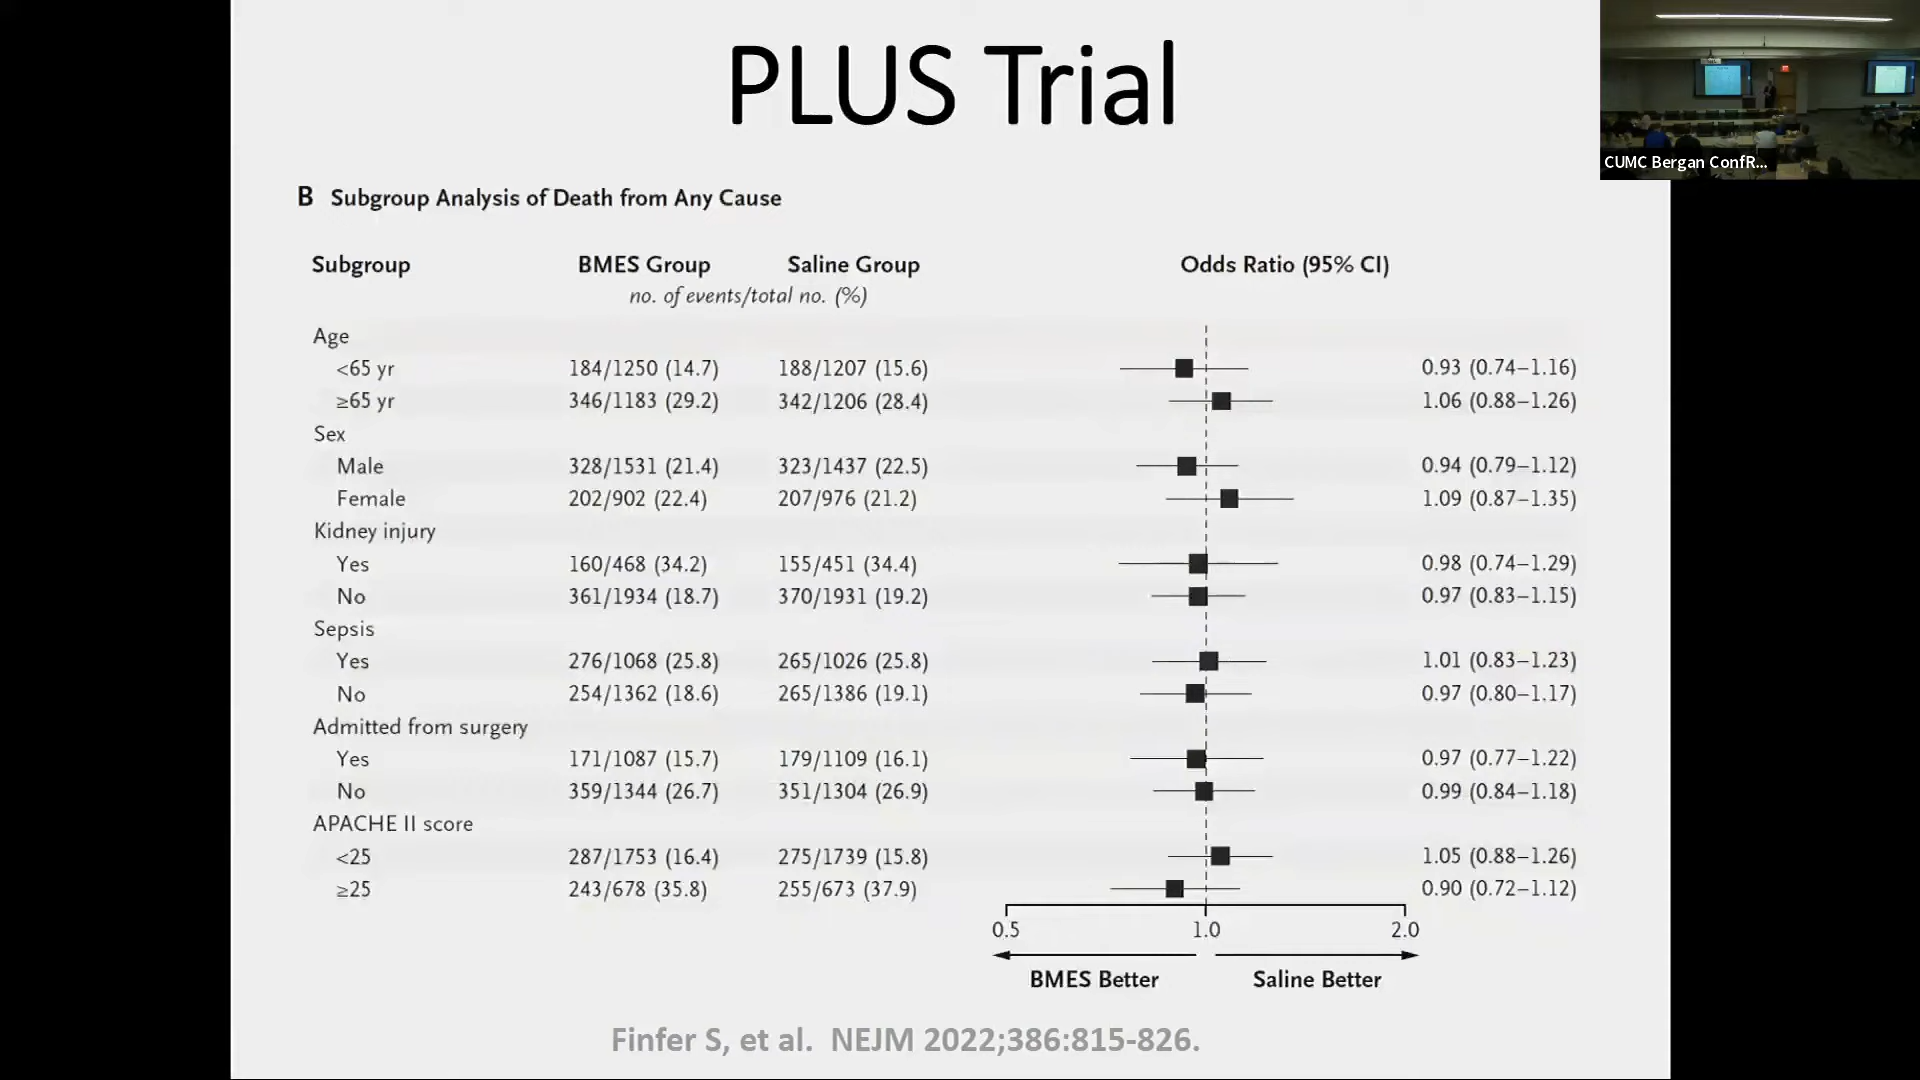 PLUS Trial
CUMC Bergan ConfR...
B Subgroup Analysis of Death from Any Cause
Subgroup BMES Group Saline Group Odds Ratio (95% CI)
no. of events/total no. (%)
Age
<65 yr 184/1250 (14.7) 188/1207 (15.6) 0.93 (0.74–1.16)
≥65 yr 346/1183 (29.2) 342/1206 (28.4) 1.06 (0.88–1.26)
Sex
Male 328/1531 (21.4) 323/1437 (22.5) 0.94 (0.79–1.12)
Female 202/902 (22.4) 207/976 (21.2) 1.09 (0.87–1.35)
Kidney injury
Yes 160/468 (34.2) 155/451 (34.4) 0.98 (0.74–1.29)
No 361/1934 (18.7) 370/1931 (19.2) 0.97 (0.83–1.15)
Sepsis
Yes 276/1068 (25.8) 265/1026 (25.8) 1.01 (0.83–1.23)
No 254/1362 (18.6) 265/1386 (19.1) 0.97 (0.80–1.17)
Admitted from surgery
Yes 171/1087 (15.7) 179/1109 (16.1) 0.97 (0.77–1.22)
No 359/1344 (26.7) 351/1304 (26.9) 0.99 (0.84–1.18)
APACHE II score
<25 287/1753 (16.4) 275/1739 (15.8) 1.05 (0.88–1.26)
≥25 243/678 (35.8) 255/673 (37.9) 0.90 (0.72–1.12)
0.5 1.0 2.0
BMES Better Saline Better
Finfer S, et al. NEJM 2022;386:815-826.